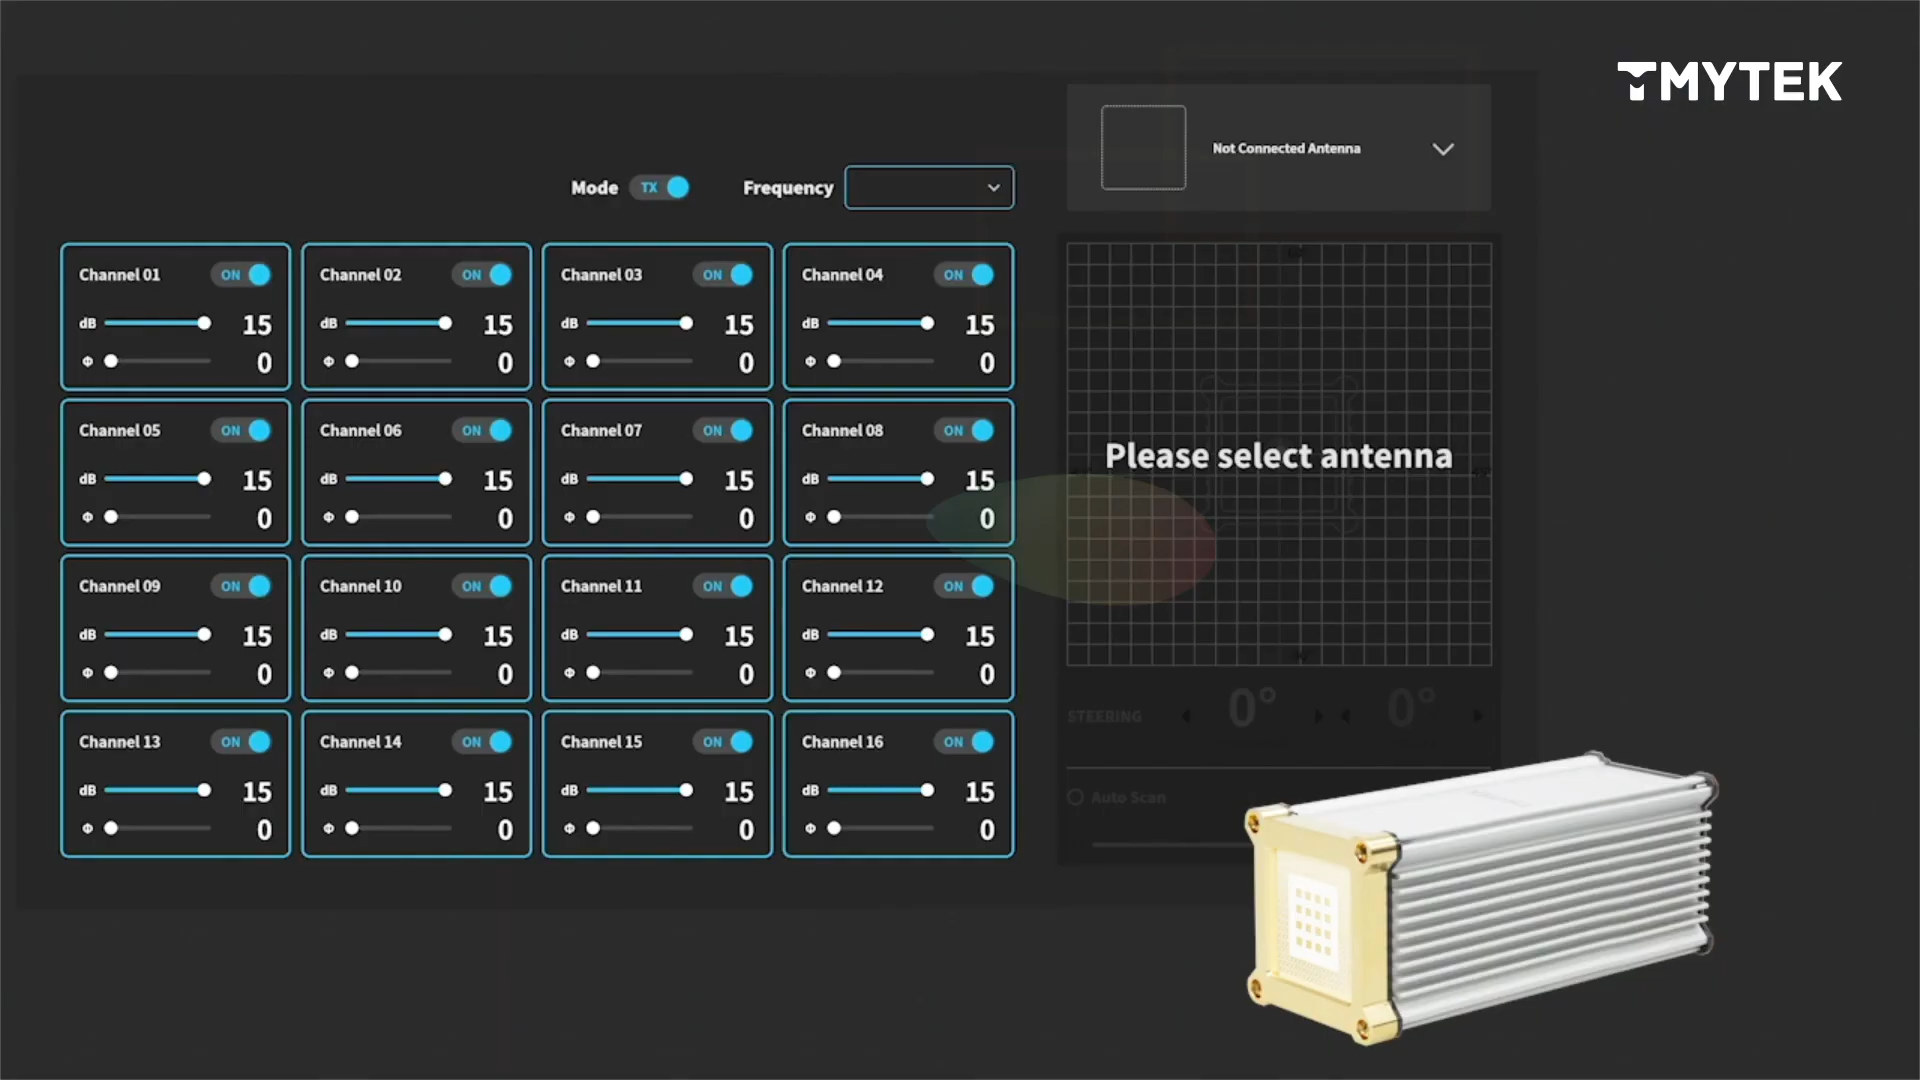 TMYTEK
Not Connected Antenna
Mode TX Frequency
Channel 01 ON
dB 15
Φ 0
Channel 02 ON
dB 15
Φ 0
Channel 03 ON
dB 15
Φ 0
Channel 04 ON
dB 15
Φ 0
Channel 05 ON
dB 15
Φ 0
Channel 06 ON
dB 15
Φ 0
Channel 07 ON
dB 15
Φ 0
Channel 08 ON
dB 15
Φ 0
Channel 09 ON
dB 15
Φ 0
Channel 10 ON
dB 15
Φ 0
Channel 11 ON
dB 15
Φ 0
Channel 12 ON
dB 15
Φ 0
Channel 13 ON
dB 15
Φ 0
Channel 14 ON
dB 15
Φ 0
Channel 15 ON
dB 15
Φ 0
Channel 16 ON
dB 15
Φ 0
Please select antenna
STEERING 0° 0°
Auto Scan